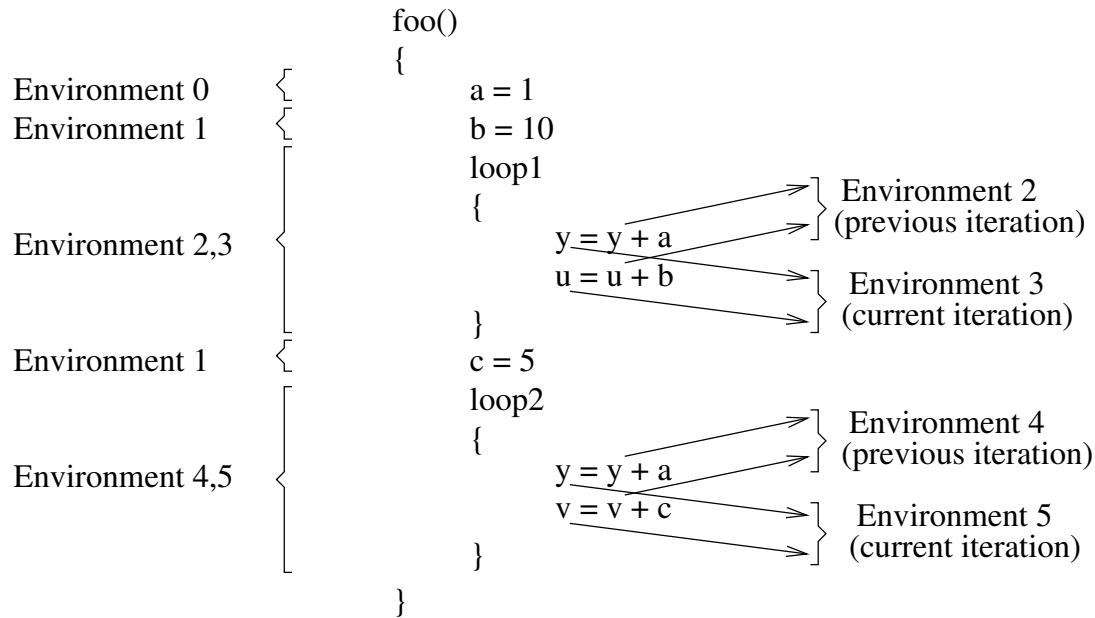 foo()
{
Environment 0
a = 1
Environment 1
b = 10
loop1
{
Environment 2,3
y = y + a
u = u + b
}
Environment 2
(previous iteration)
Environment 3
(current iteration)
Environment 1
c = 5
loop2
{
Environment 4,5
y = y + a
v = v + c
}
Environment 4
(previous iteration)
Environment 5
(current iteration)
}